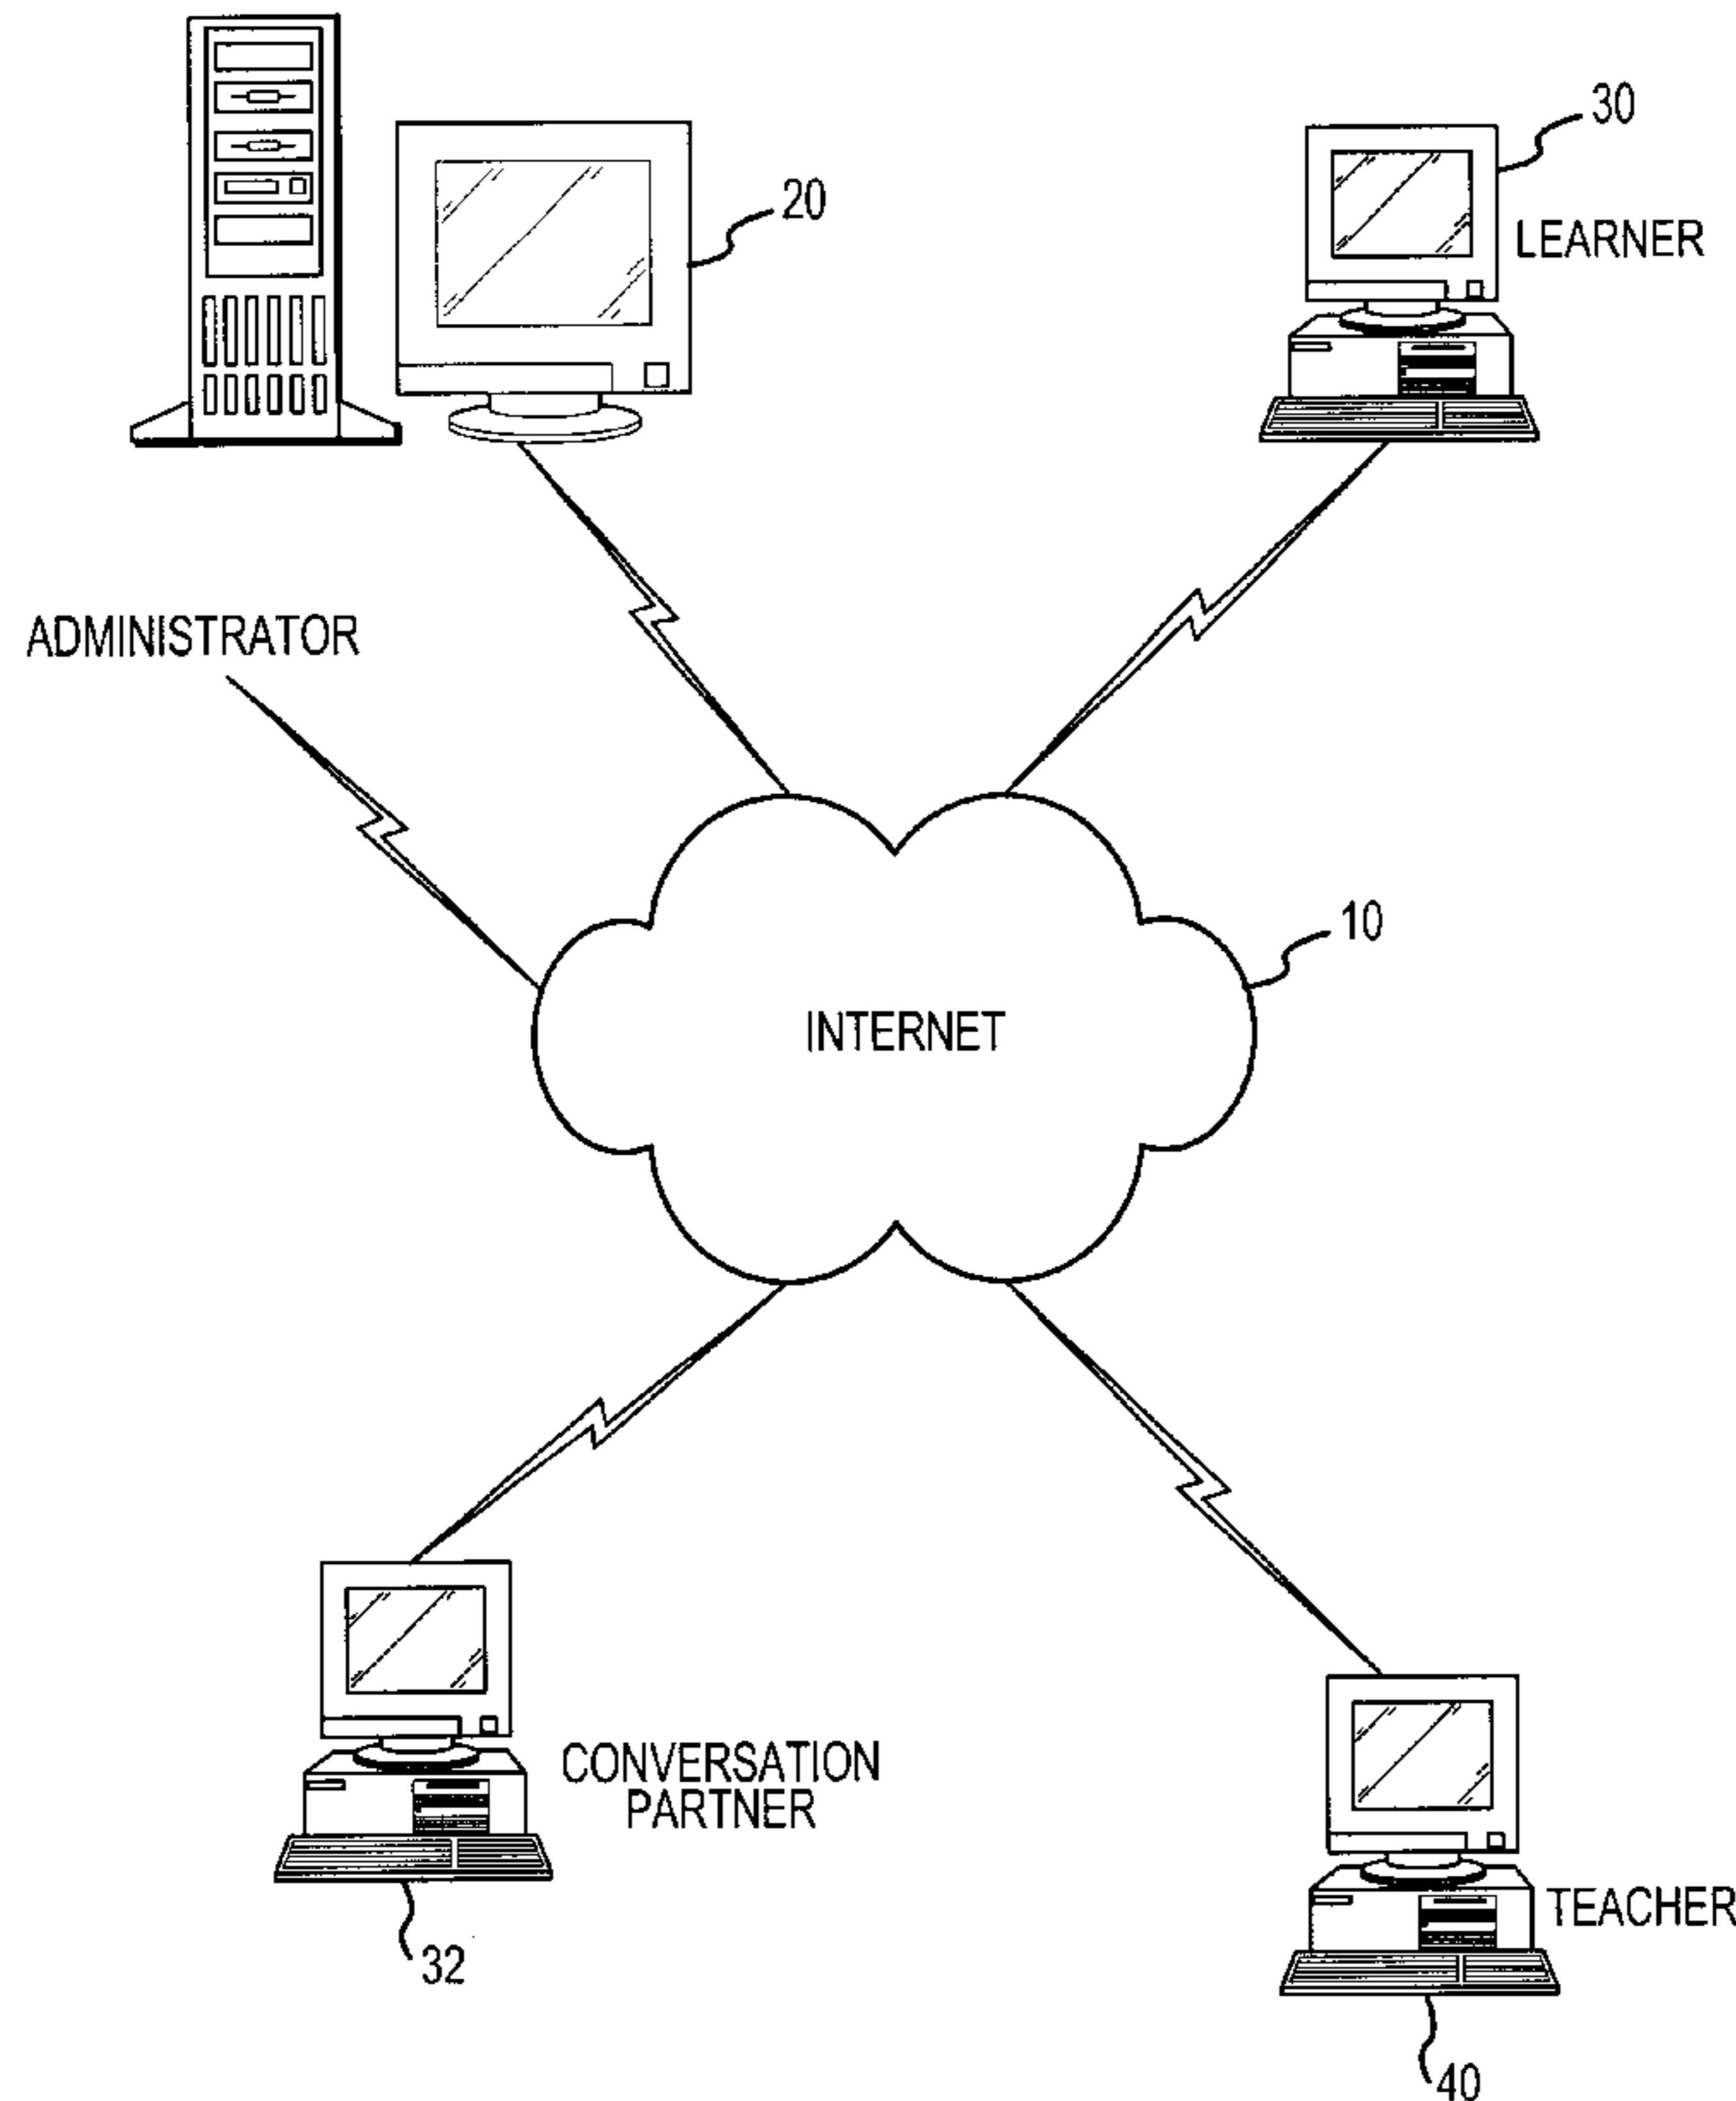 30
20
LEARNER
ADMINISTRATOR
10
INTERNET
CONVERSATION
PARTNER
TEACHER
32
40